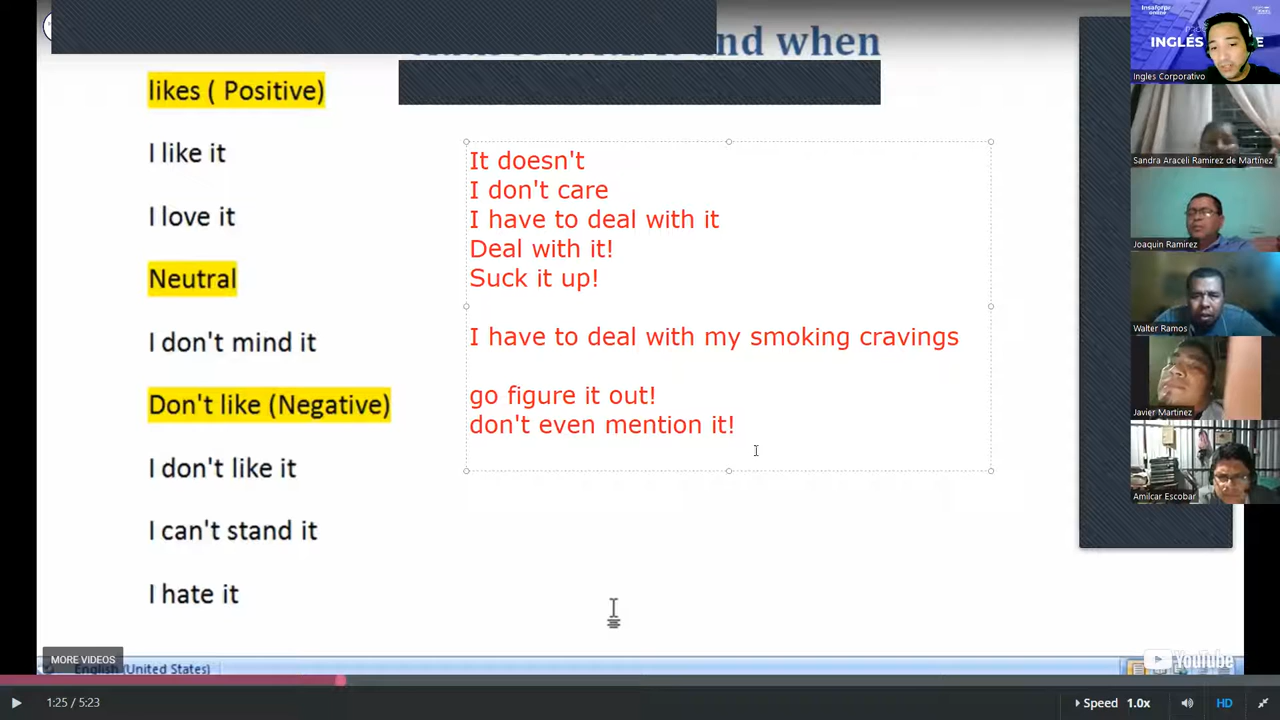 and when
likes ( Positive)
I like it
I love it
Neutral
I don't mind it
Don't like (Negative)
I don't like it
I can't stand it
I hate it
It doesn't
I don't care
I have to deal with it
Deal with it!
Suck it up!
I have to deal with my smoking cravings
go figure it out!
don't even mention it!
Insaforp
online
INGLÉS
E
Ingles Corporativo
Sandra Araceli Ramirez de Martinez
Joaquin Ramirez
Walter Ramos
Javier Martinez
Amilcar Escobar
MORE VIDEOS
English (United States)
YouTube
1:25 / 5:23
Speed 1.0x
HD